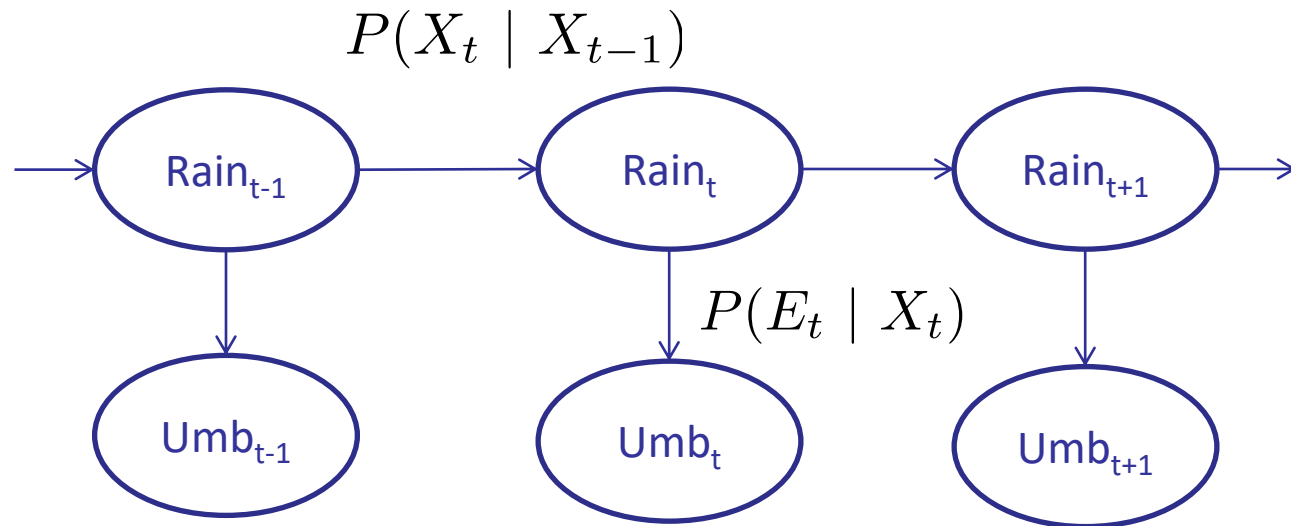 P(X_t | X_{t−1})
Rain_{t-1}
Rain_t
Rain_{t+1}
P(E_t | X_t)
Umb_{t-1}
Umb_t
Umb_{t+1}